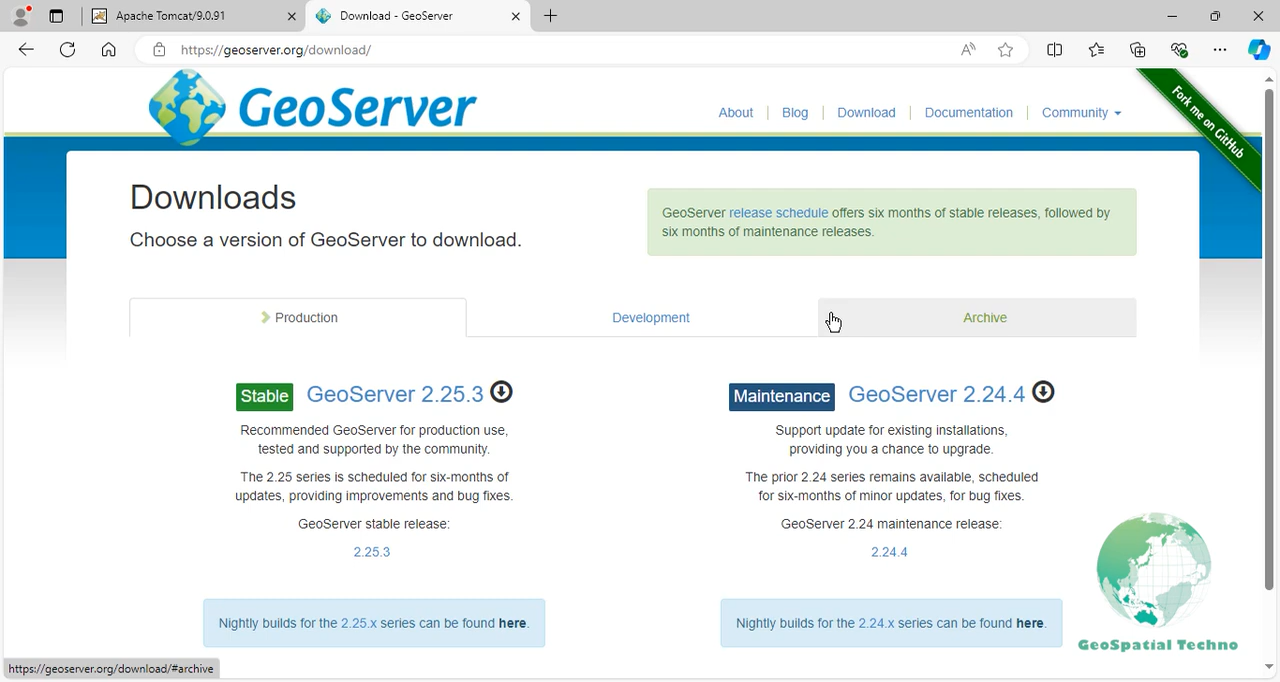 Apache Tomcat/9.0.91
Download - GeoServer
https://geoserver.org/download/
GeoServer
About
Blog
Download
Documentation
Community
Fork me on GitHub
Downloads
Choose a version of GeoServer to download.
GeoServer release schedule offers six months of stable releases, followed by
six months of maintenance releases.
Production
Development
Archive
Stable GeoServer 2.25.3
Recommended GeoServer for production use,
tested and supported by the community.
The 2.25 series is scheduled for six-months of
updates, providing improvements and bug fixes.
GeoServer stable release:
2.25.3
Nightly builds for the 2.25.x series can be found here.
Maintenance GeoServer 2.24.4
Support update for existing installations,
providing you a chance to upgrade.
The prior 2.24 series remains available, scheduled
for six-months of minor updates, for bug fixes.
GeoServer 2.24 maintenance release:
2.24.4
Nightly builds for the 2.24.x series can be found here.
GeoSpatial Techno
https://geoserver.org/download/#archive